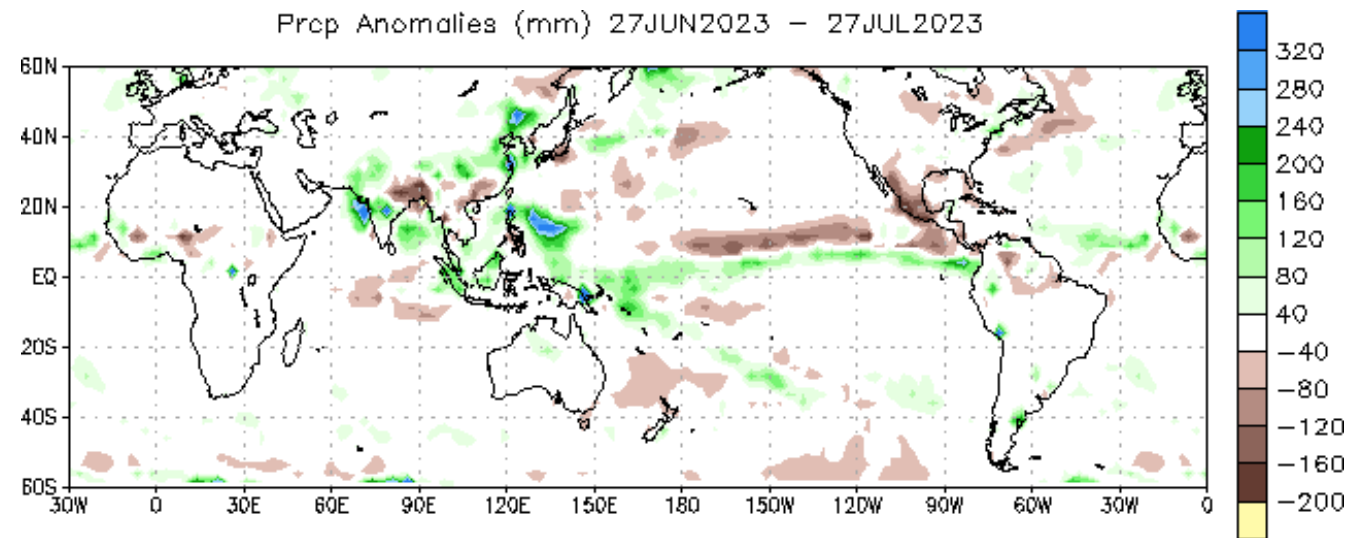 Prcp Anomalies (mm) 27JUN2023 – 27JUL2023
60N
40N
20N
EQ
20S
40S
60S
30W 0 30E 60E 90E 120E 150E 180 150W 120W 90W 60W 30W 0
320
280
240
200
160
120
80
40
−40
−80
−120
−160
−200